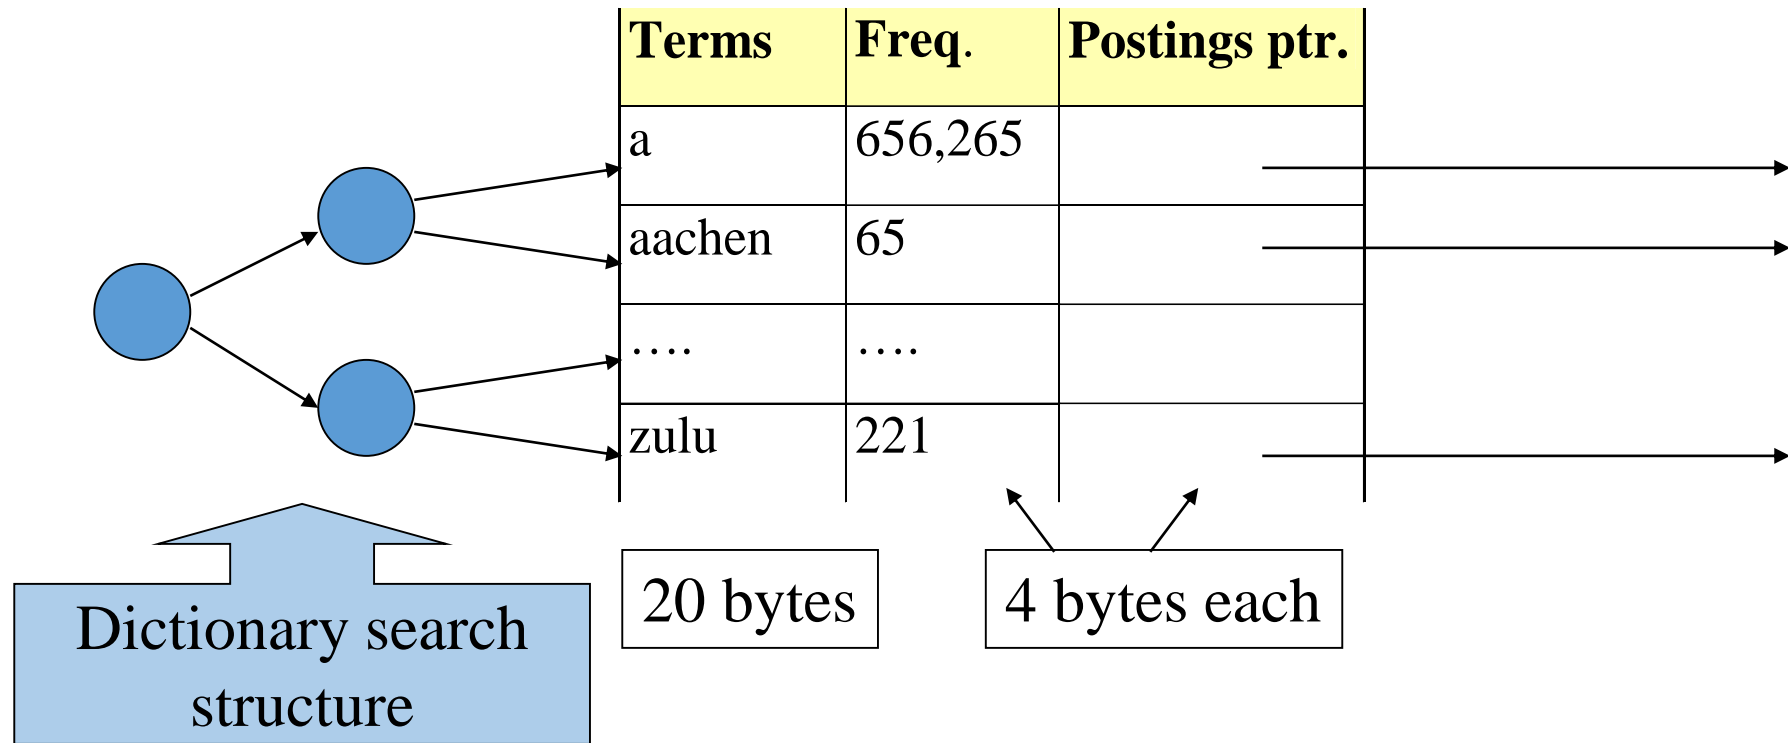 Terms Freq. Postings ptr.
a 656,265
aachen 65
…. ….
zulu 221
20 bytes 4 bytes each
Dictionary search
structure